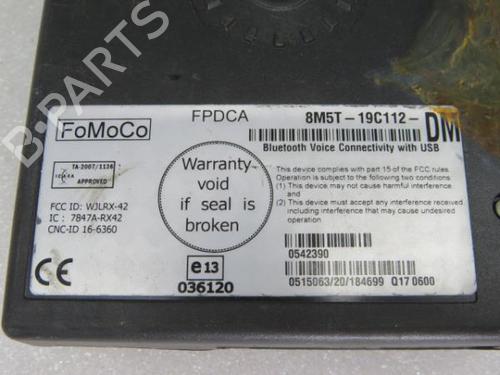 B-PARTS
FoMoCo
FPDCA
8M5T-19C112-DM
Bluetooth Voice Connectivity with USB
TA-2007/1136
APPROVED
FCC ID: WJLRX-42
IC : 7847A-RX42
CNC-ID 16-6360
CE
Warranty
void
if seal is
broken
e13
036120
This device complies with part 15 of the FCC rules.
Operation is subject to the following two conditions
(1) This device may not cause harmful interference
and
(2) This device must accept any interference
received, including interference that may cause undesired
operation
0542390
0515063/20/184699 Q17 0600